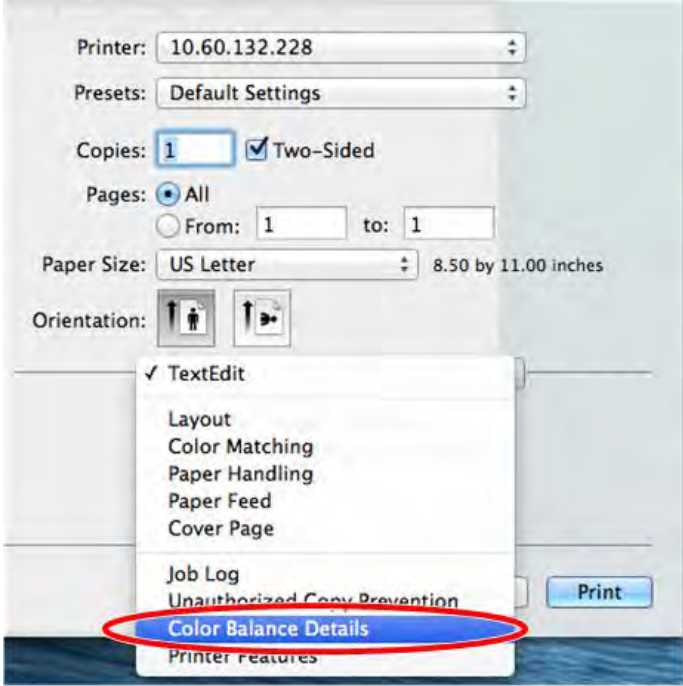 Printer: 10.60.132.228
Presets: Default Settings
Copies: 1 Two-Sided
Pages: All
From: 1 to: 1
Paper Size: US Letter 8.50 by 11.00 inches
Orientation:
✓ TextEdit
Layout
Color Matching
Paper Handling
Paper Feed
Cover Page
Job Log
Unauthorized Copy Prevention
Print
Color Balance Details
Printer Features